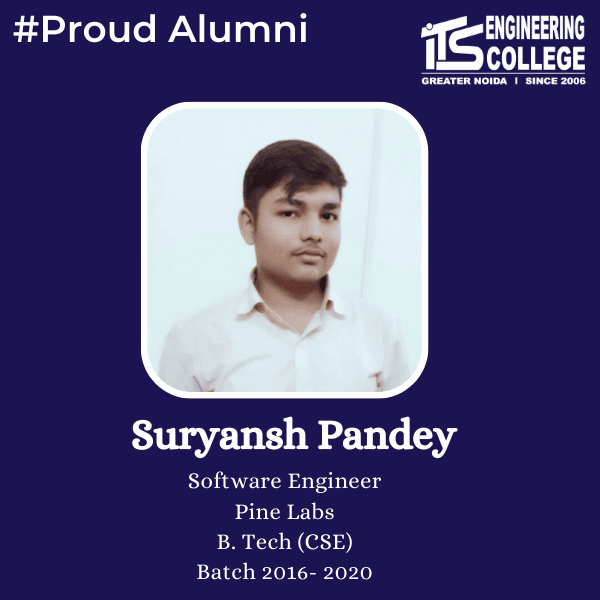 #Proud Alumni
ITS ENGINEERING
COLLEGE
GREATER NOIDA | SINCE 2006
Suryansh Pandey
Software Engineer
Pine Labs
B. Tech (CSE)
Batch 2016- 2020